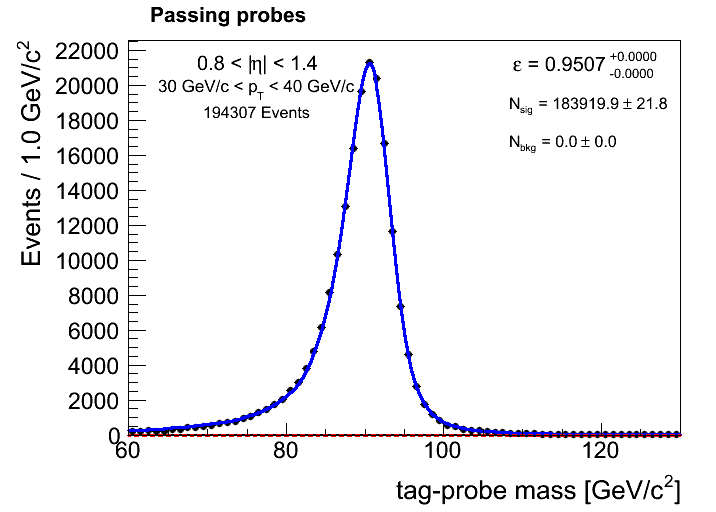 Passing probes
Events / 1.0 GeV/c²
22000
20000
18000
16000
14000
12000
10000
8000
6000
4000
2000
0
0.8 < |η| < 1.4
30 GeV/c < p_T < 40 GeV/c
194307 Events
ε = 0.9507 +0.0000 -0.0000
N_sig = 183919.9 ± 21.8
N_bkg = 0.0 ± 0.0
60 80 100 120
tag-probe mass [GeV/c²]